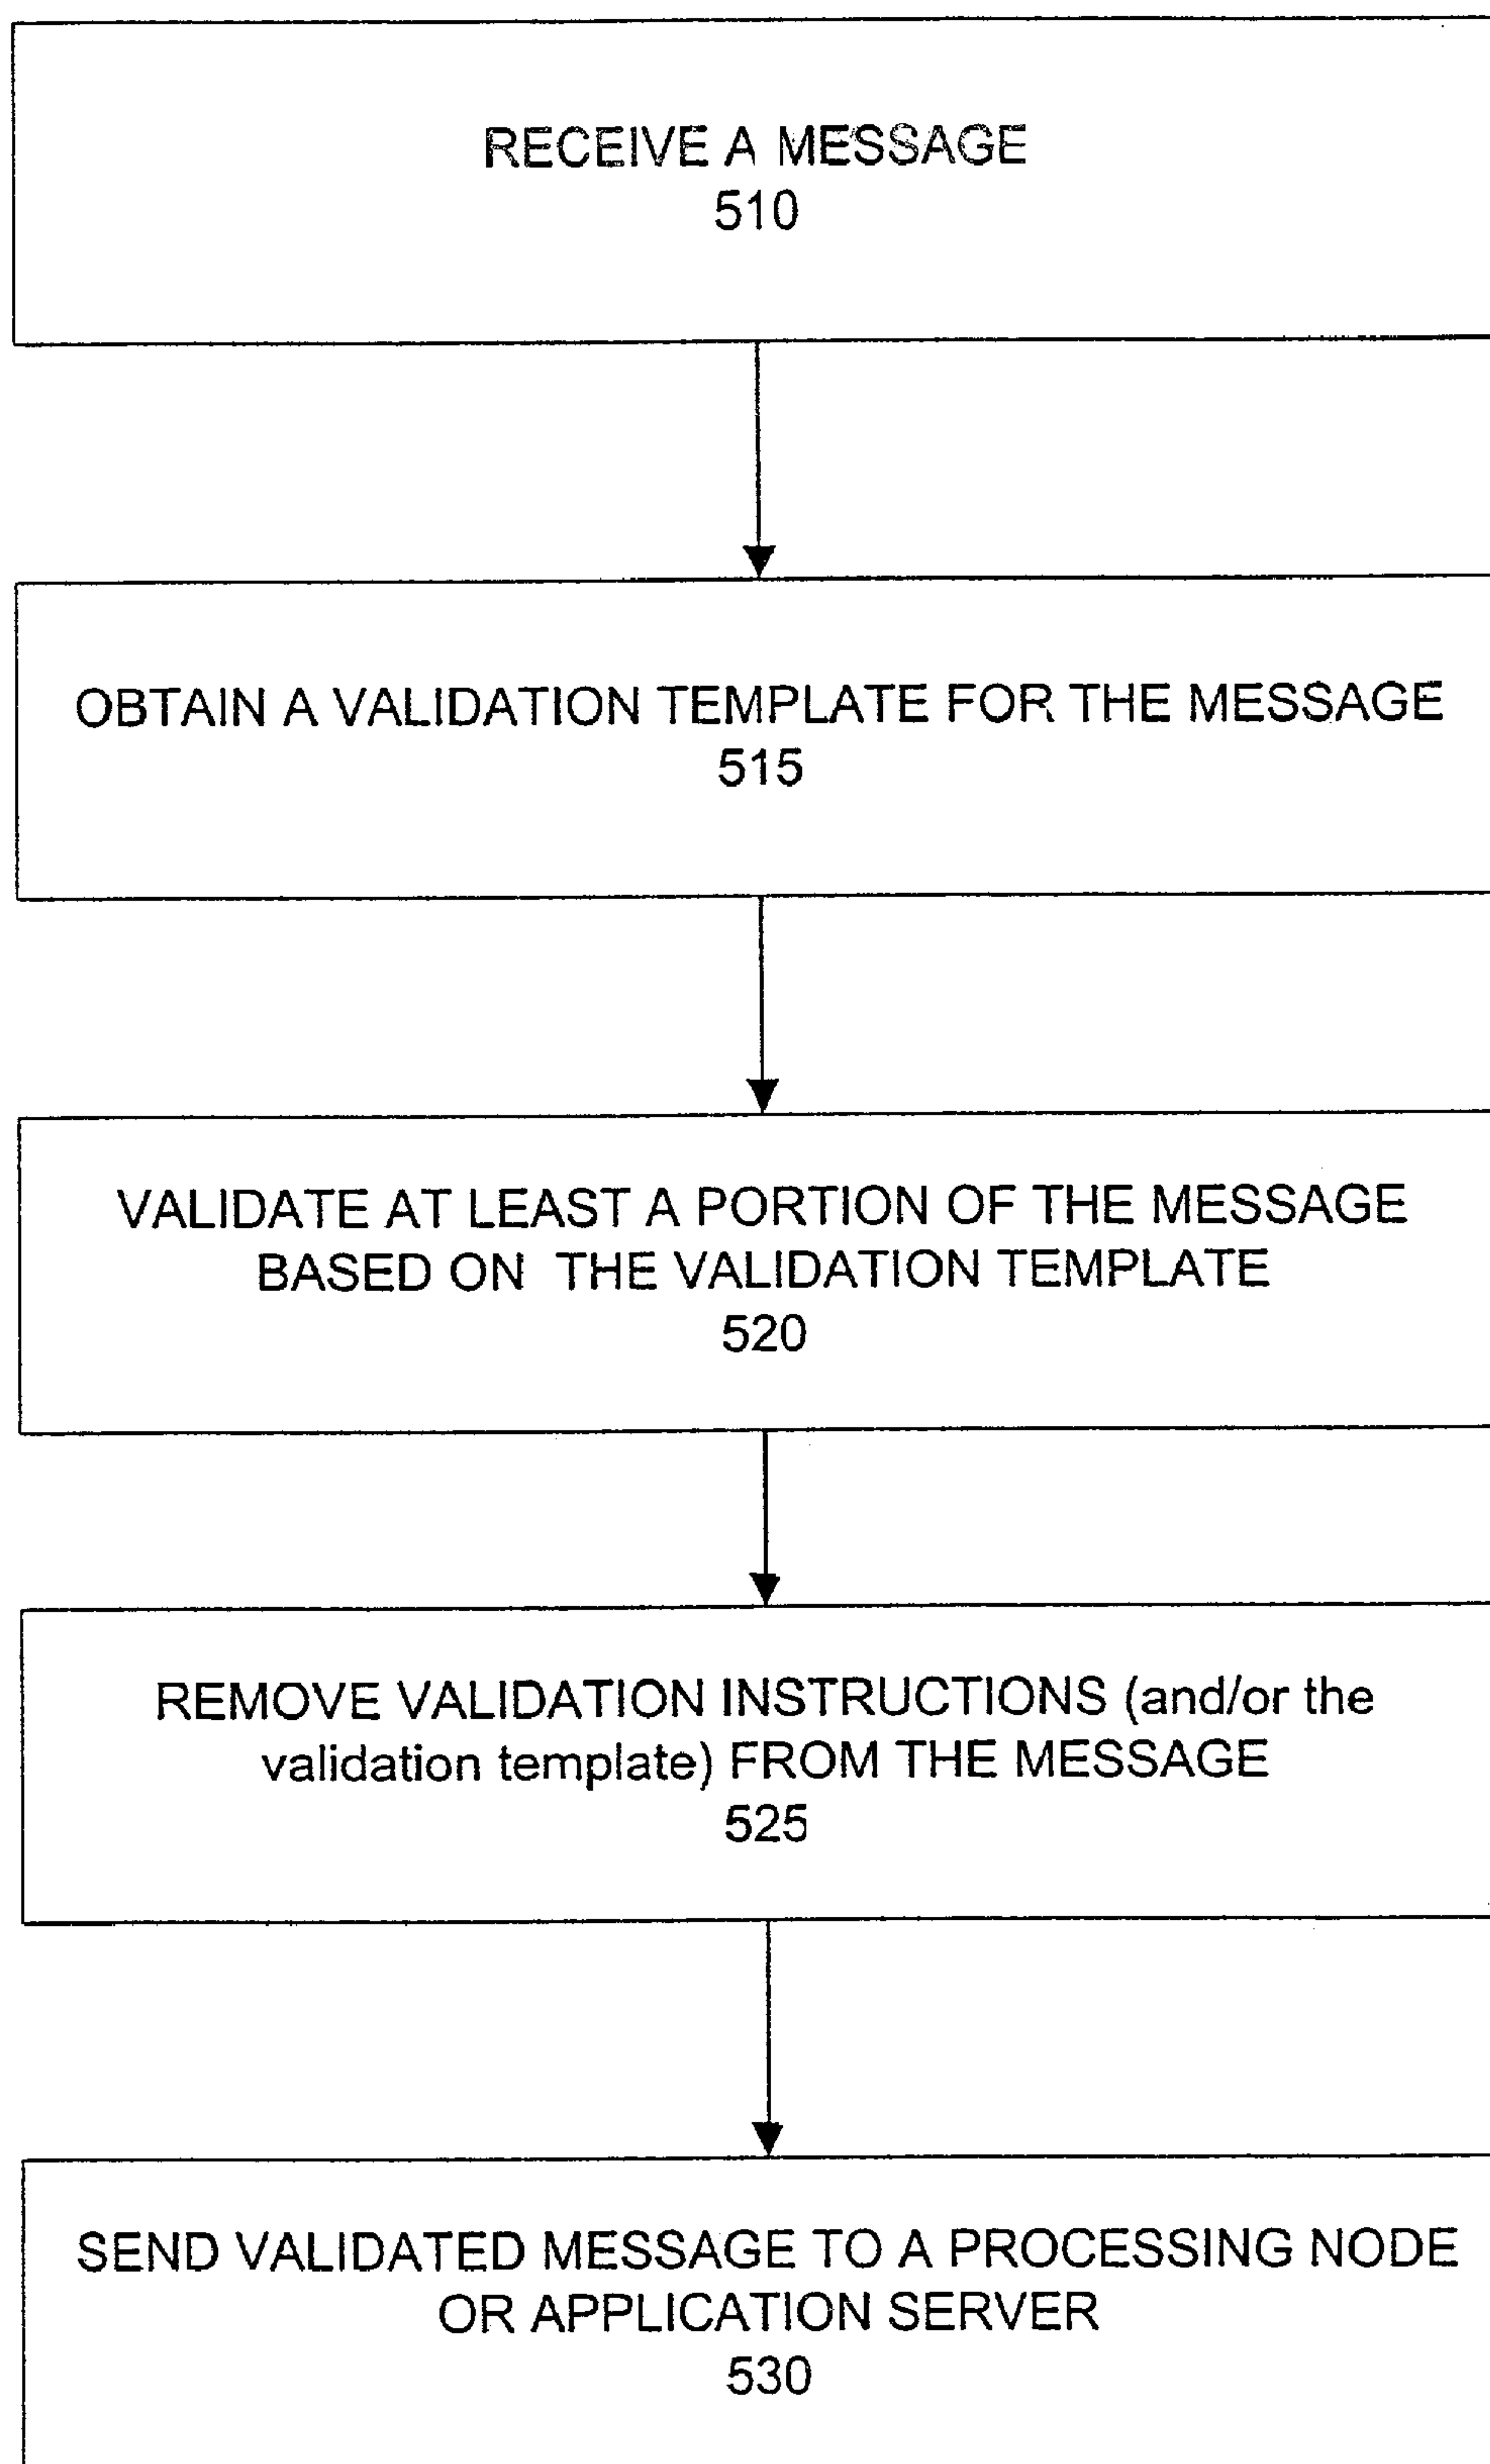 RECEIVE A MESSAGE
510
OBTAIN A VALIDATION TEMPLATE FOR THE MESSAGE
515
VALIDATE AT LEAST A PORTION OF THE MESSAGE
BASED ON THE VALIDATION TEMPLATE
520
REMOVE VALIDATION INSTRUCTIONS (and/or the
validation template) FROM THE MESSAGE
525
SEND VALIDATED MESSAGE TO A PROCESSING NODE
OR APPLICATION SERVER
530